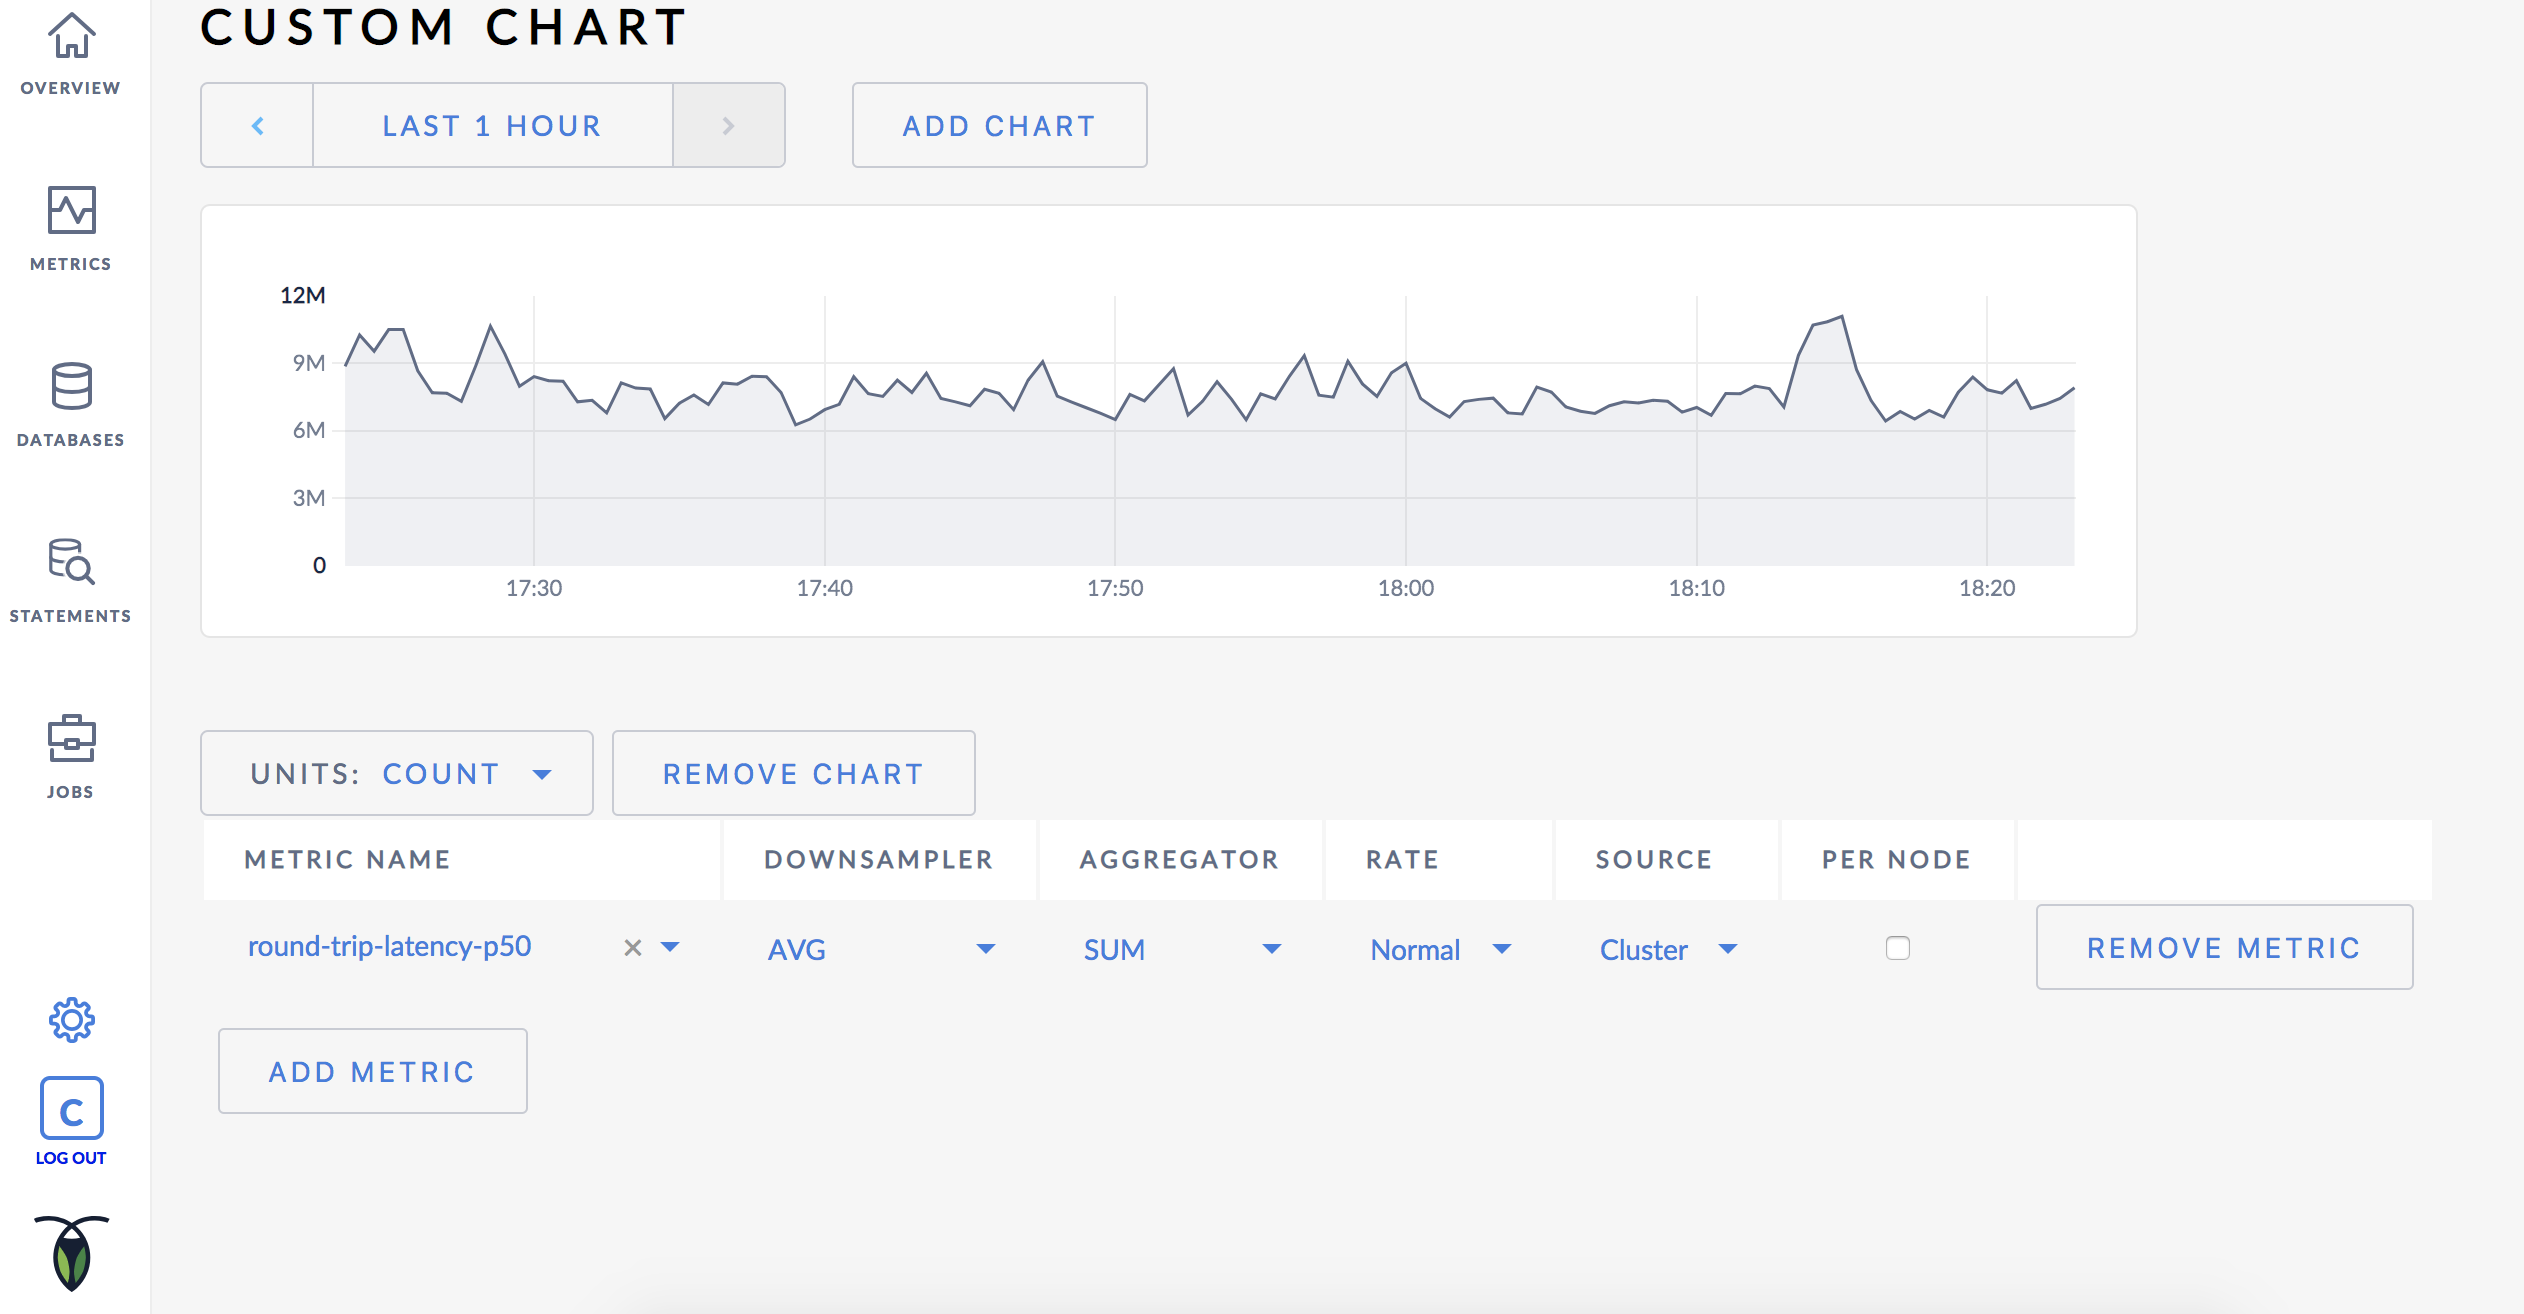 CUSTOM CHART
OVERVIEW
LAST 1 HOUR
ADD CHART
METRICS
12M
9M
6M
3M
0
17:30 17:40 17:50 18:00 18:10 18:20
DATABASES
STATEMENTS
JOBS
UNITS: COUNT
REMOVE CHART
METRIC NAME DOWNSAMPLER AGGREGATOR RATE SOURCE PER NODE
round-trip-latency-p50 × AVG SUM Normal Cluster REMOVE METRIC
ADD METRIC
C
LOG OUT